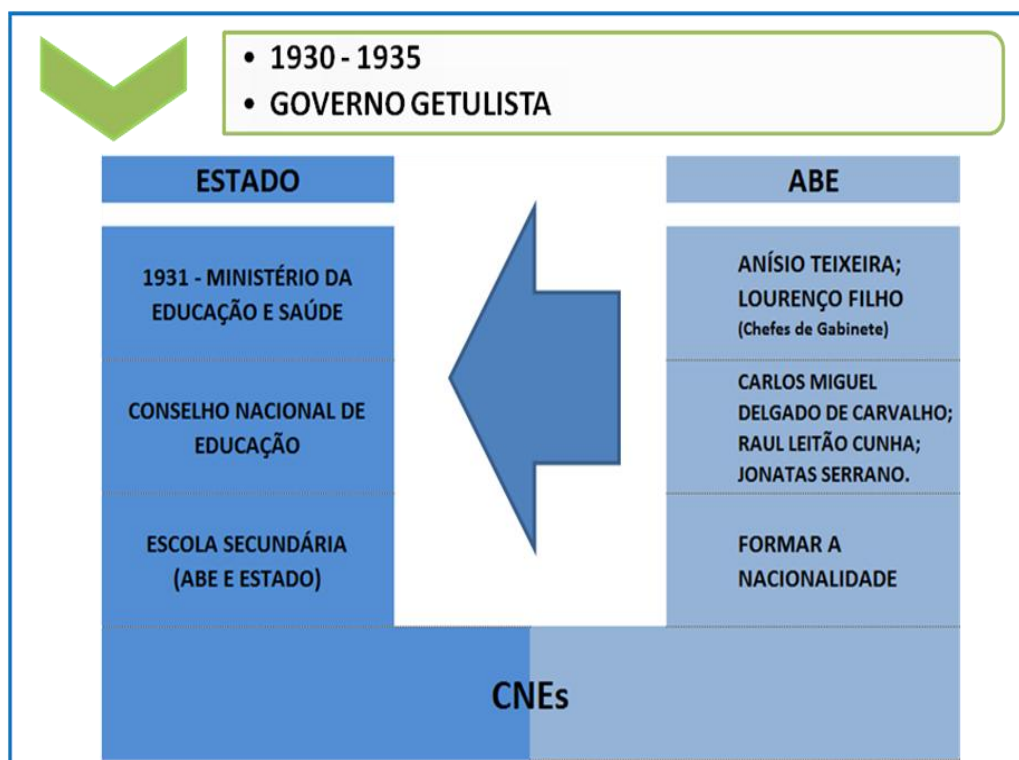 • 1930 - 1935
• GOVERNO GETULISTA
ESTADO
1931 - MINISTÉRIO DA
EDUCAÇÃO E SAÚDE
CONSELHO NACIONAL DE
EDUCAÇÃO
ESCOLA SECUNDÁRIA
(ABE E ESTADO)
ABE
ANÍSIO TEIXEIRA;
LOURENÇO FILHO
(Chefes de Gabinete)
CARLOS MIGUEL
DELGADO DE CARVALHO;
RAUL LEITÃO CUNHA;
JONATAS SERRANO.
FORMAR A
NACIONALIDADE
CNEs